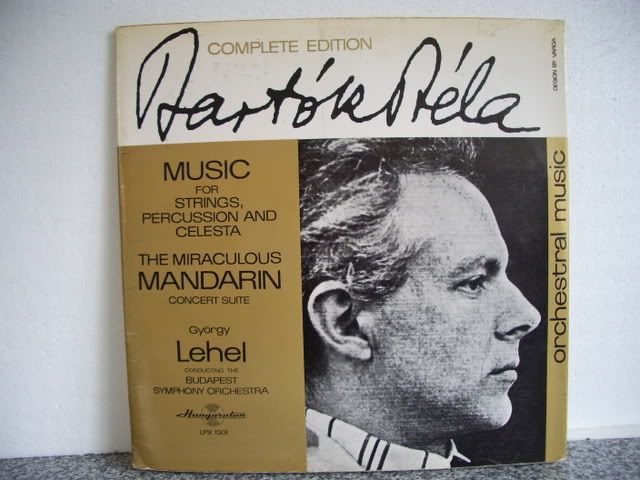 COMPLETE EDITION
Bartók Béla
DESIGN BY VARGA
MUSIC
FOR
STRINGS,
PERCUSSION AND
CELESTA
THE MIRACULOUS
MANDARIN
CONCERT SUITE
György
Lehel
CONDUCTING THE
BUDAPEST
SYMPHONY ORCHESTRA
Hungaroton
LPX 1301
orchestral music